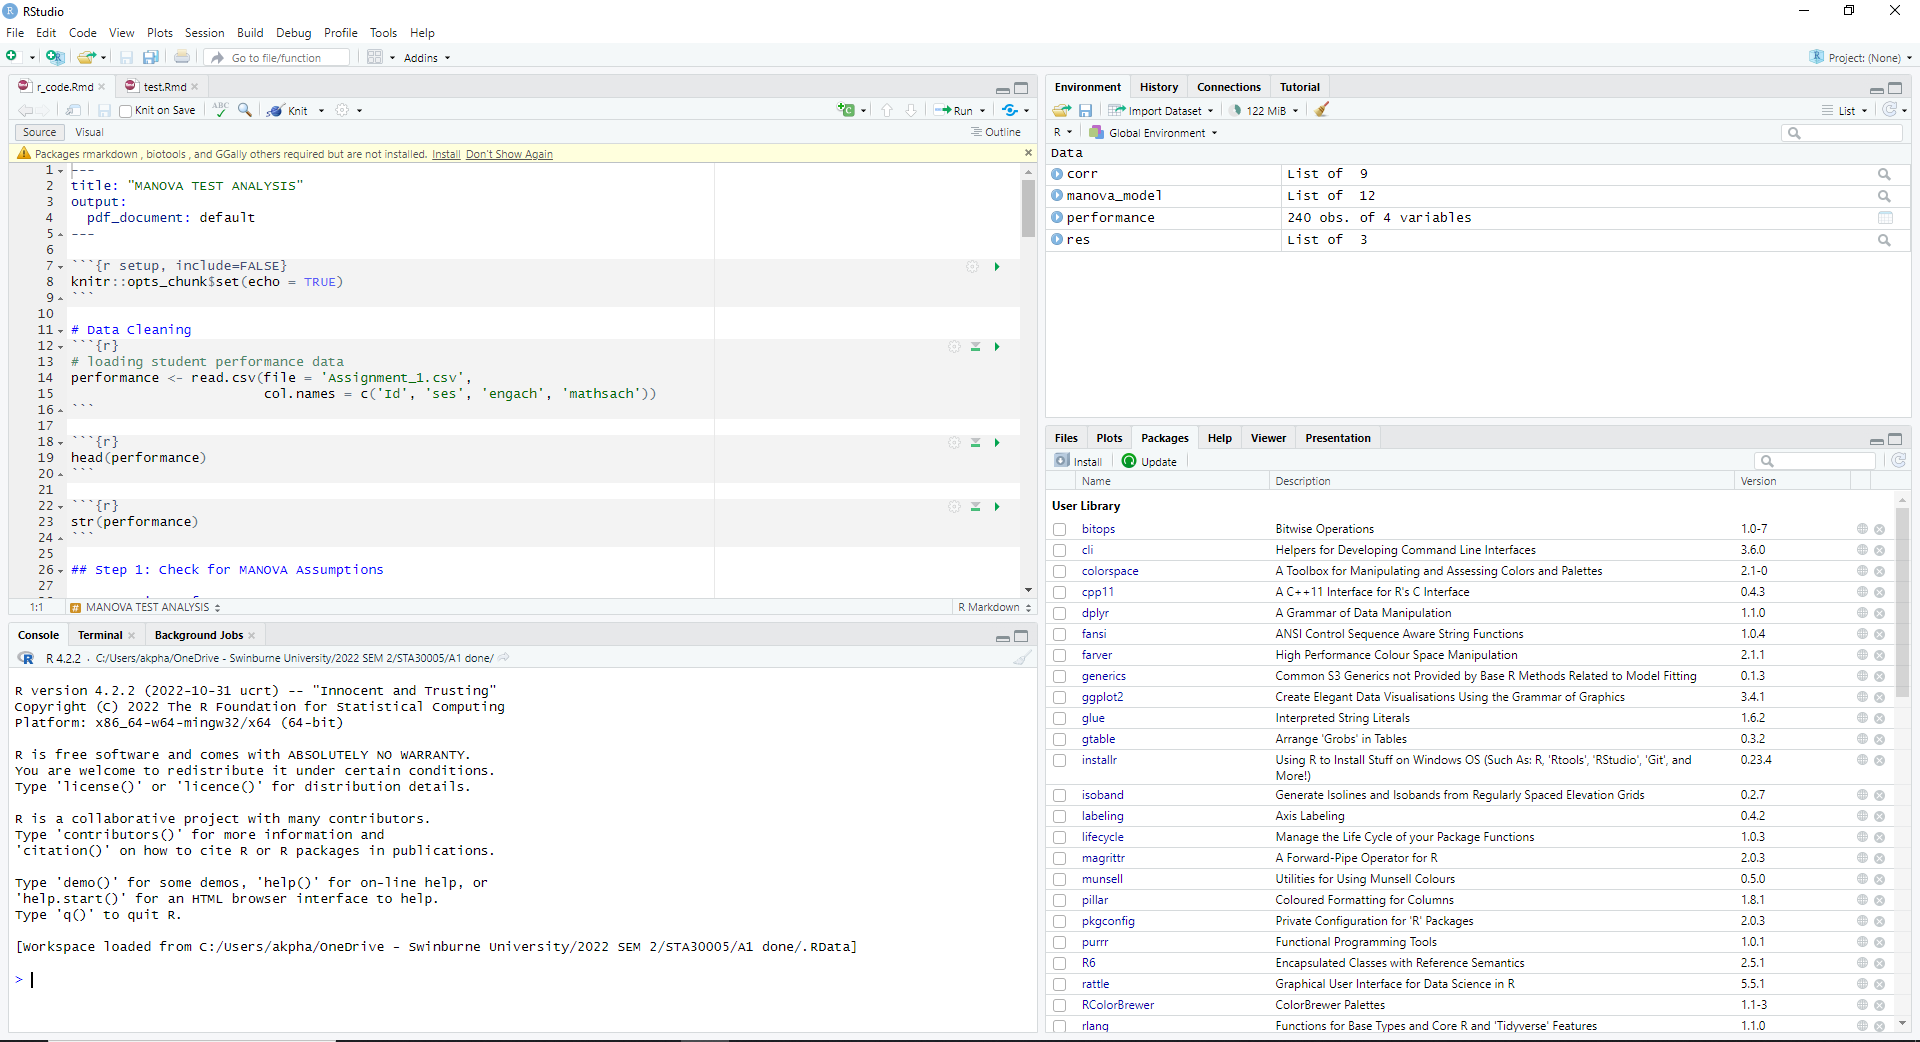 RStudio
File Edit Code View Plots Session Build Debug Profile Tools Help
Go to file/function Addins Project: (None)
r_code.Rmd test.Rmd
Knit on Save ABC Knit Run
Source Visual Outline
Packages rmarkdown , biotools , and GGally others required but are not installed. Install Don't Show Again
1 ---
2 title: "MANOVA TEST ANALYSIS"
3 output:
4 pdf_document: default
5 ---
6
7 ```{r setup, include=FALSE}
8 knitr::opts_chunk$set(echo = TRUE)
9 ```
10
11 # Data Cleaning
12 ```{r}
13 # loading student performance data
14 performance <- read.csv(file = 'Assignment_1.csv',
15 col.names = c('Id', 'ses', 'engach', 'mathsach'))
16 ```
17
18 ```{r}
19 head(performance)
20 ```
21
22 ```{r}
23 str(performance)
24 ```
25
26 ## Step 1: Check for MANOVA Assumptions
27
1:1 MANOVA TEST ANALYSIS R Markdown
Console Terminal Background Jobs
R 4.2.2 · C:/Users/akpha/OneDrive - Swinburne University/2022 SEM 2/STA30005/A1 done/
R version 4.2.2 (2022-10-31 ucrt) -- "Innocent and Trusting"
Copyright (C) 2022 The R Foundation for Statistical Computing
Platform: x86_64-w64-mingw32/x64 (64-bit)
R is free software and comes with ABSOLUTELY NO WARRANTY.
You are welcome to redistribute it under certain conditions.
Type 'license()' or 'licence()' for distribution details.
R is a collaborative project with many contributors.
Type 'contributors()' for more information and
'citation()' on how to cite R or R packages in publications.
Type 'demo()' for some demos, 'help()' for on-line help, or
'help.start()' for an HTML browser interface to help.
Type 'q()' to quit R.
[Workspace loaded from C:/Users/akpha/OneDrive - Swinburne University/2022 SEM 2/STA30005/A1 done/.RData]
>
Environment History Connections Tutorial
Import Dataset 122 MiB List
R Global Environment
Data
corr List of 9
manova_model List of 12
performance 240 obs. of 4 variables
res List of 3
Files Plots Packages Help Viewer Presentation
Install Update
Name Description Version
User Library
bitops Bitwise Operations 1.0-7
cli Helpers for Developing Command Line Interfaces 3.6.0
colorspace A Toolbox for Manipulating and Assessing Colors and Palettes 2.1-0
cpp11 A C++11 Interface for R's C Interface 0.4.3
dplyr A Grammar of Data Manipulation 1.1.0
fansi ANSI Control Sequence Aware String Functions 1.0.4
farver High Performance Colour Space Manipulation 2.1.1
generics Common S3 Generics not Provided by Base R Methods Related to Model Fitting 0.1.3
ggplot2 Create Elegant Data Visualisations Using the Grammar of Graphics 3.4.1
glue Interpreted String Literals 1.6.2
gtable Arrange 'Grobs' in Tables 0.3.2
installr Using R to Install Stuff on Windows OS (Such As: R, 'Rtools', 'RStudio', 'Git', and 0.23.4
More!)
isoband Generate Isolines and Isobands from Regularly Spaced Elevation Grids 0.2.7
labeling Axis Labeling 0.4.2
lifecycle Manage the Life Cycle of your Package Functions 1.0.3
magrittr A Forward-Pipe Operator for R 2.0.3
munsell Utilities for Using Munsell Colours 0.5.0
pillar Coloured Formatting for Columns 1.8.1
pkgconfig Private Configuration for 'R' Packages 2.0.3
purrr Functional Programming Tools 1.0.1
R6 Encapsulated Classes with Reference Semantics 2.5.1
rattle Graphical User Interface for Data Science in R 5.5.1
RColorBrewer ColorBrewer Palettes 1.1-3
rlang Functions for Base Types and Core R and 'Tidyverse' Features 1.1.0